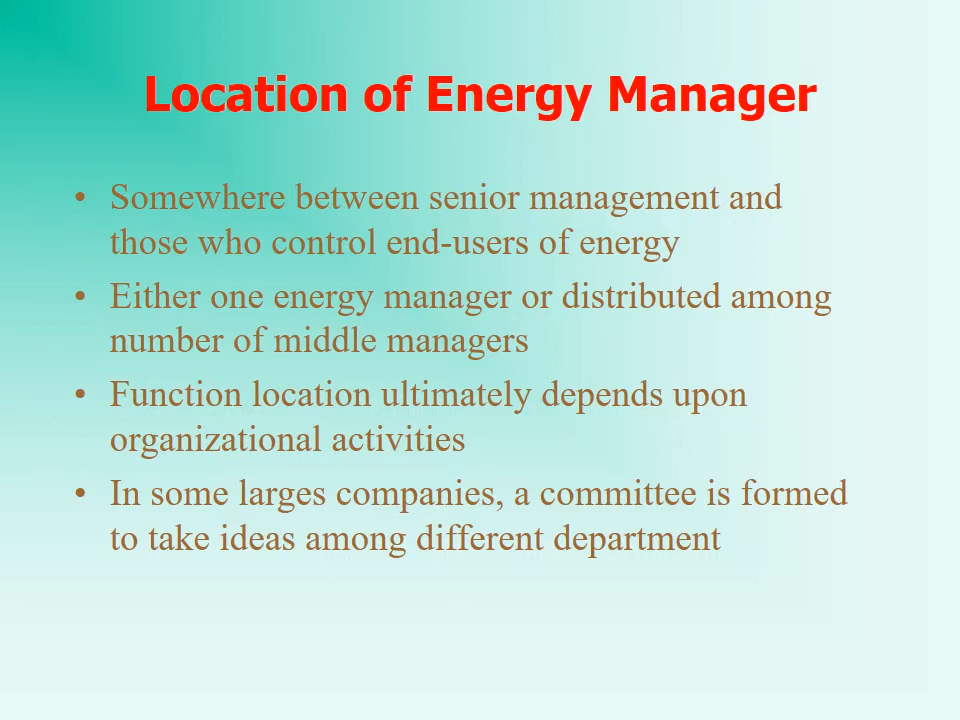 Location of Energy Manager
• Somewhere between senior management and
those who control end-users of energy
• Either one energy manager or distributed among
number of middle managers
• Function location ultimately depends upon
organizational activities
• In some larges companies, a committee is formed
to take ideas among different department